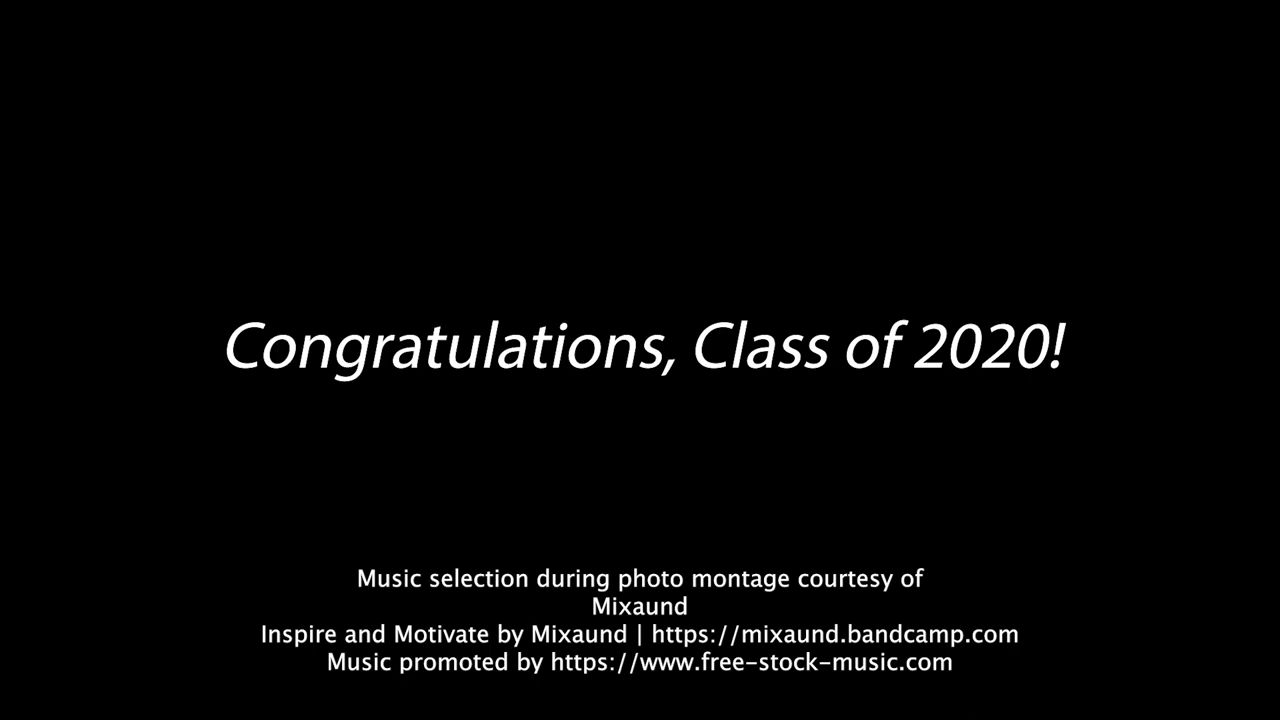 Congratulations, Class of 2020!
Music selection during photo montage courtesy of
Mixaund
Inspire and Motivate by Mixaund | https://mixaund.bandcamp.com
Music promoted by https://www.free-stock-music.com